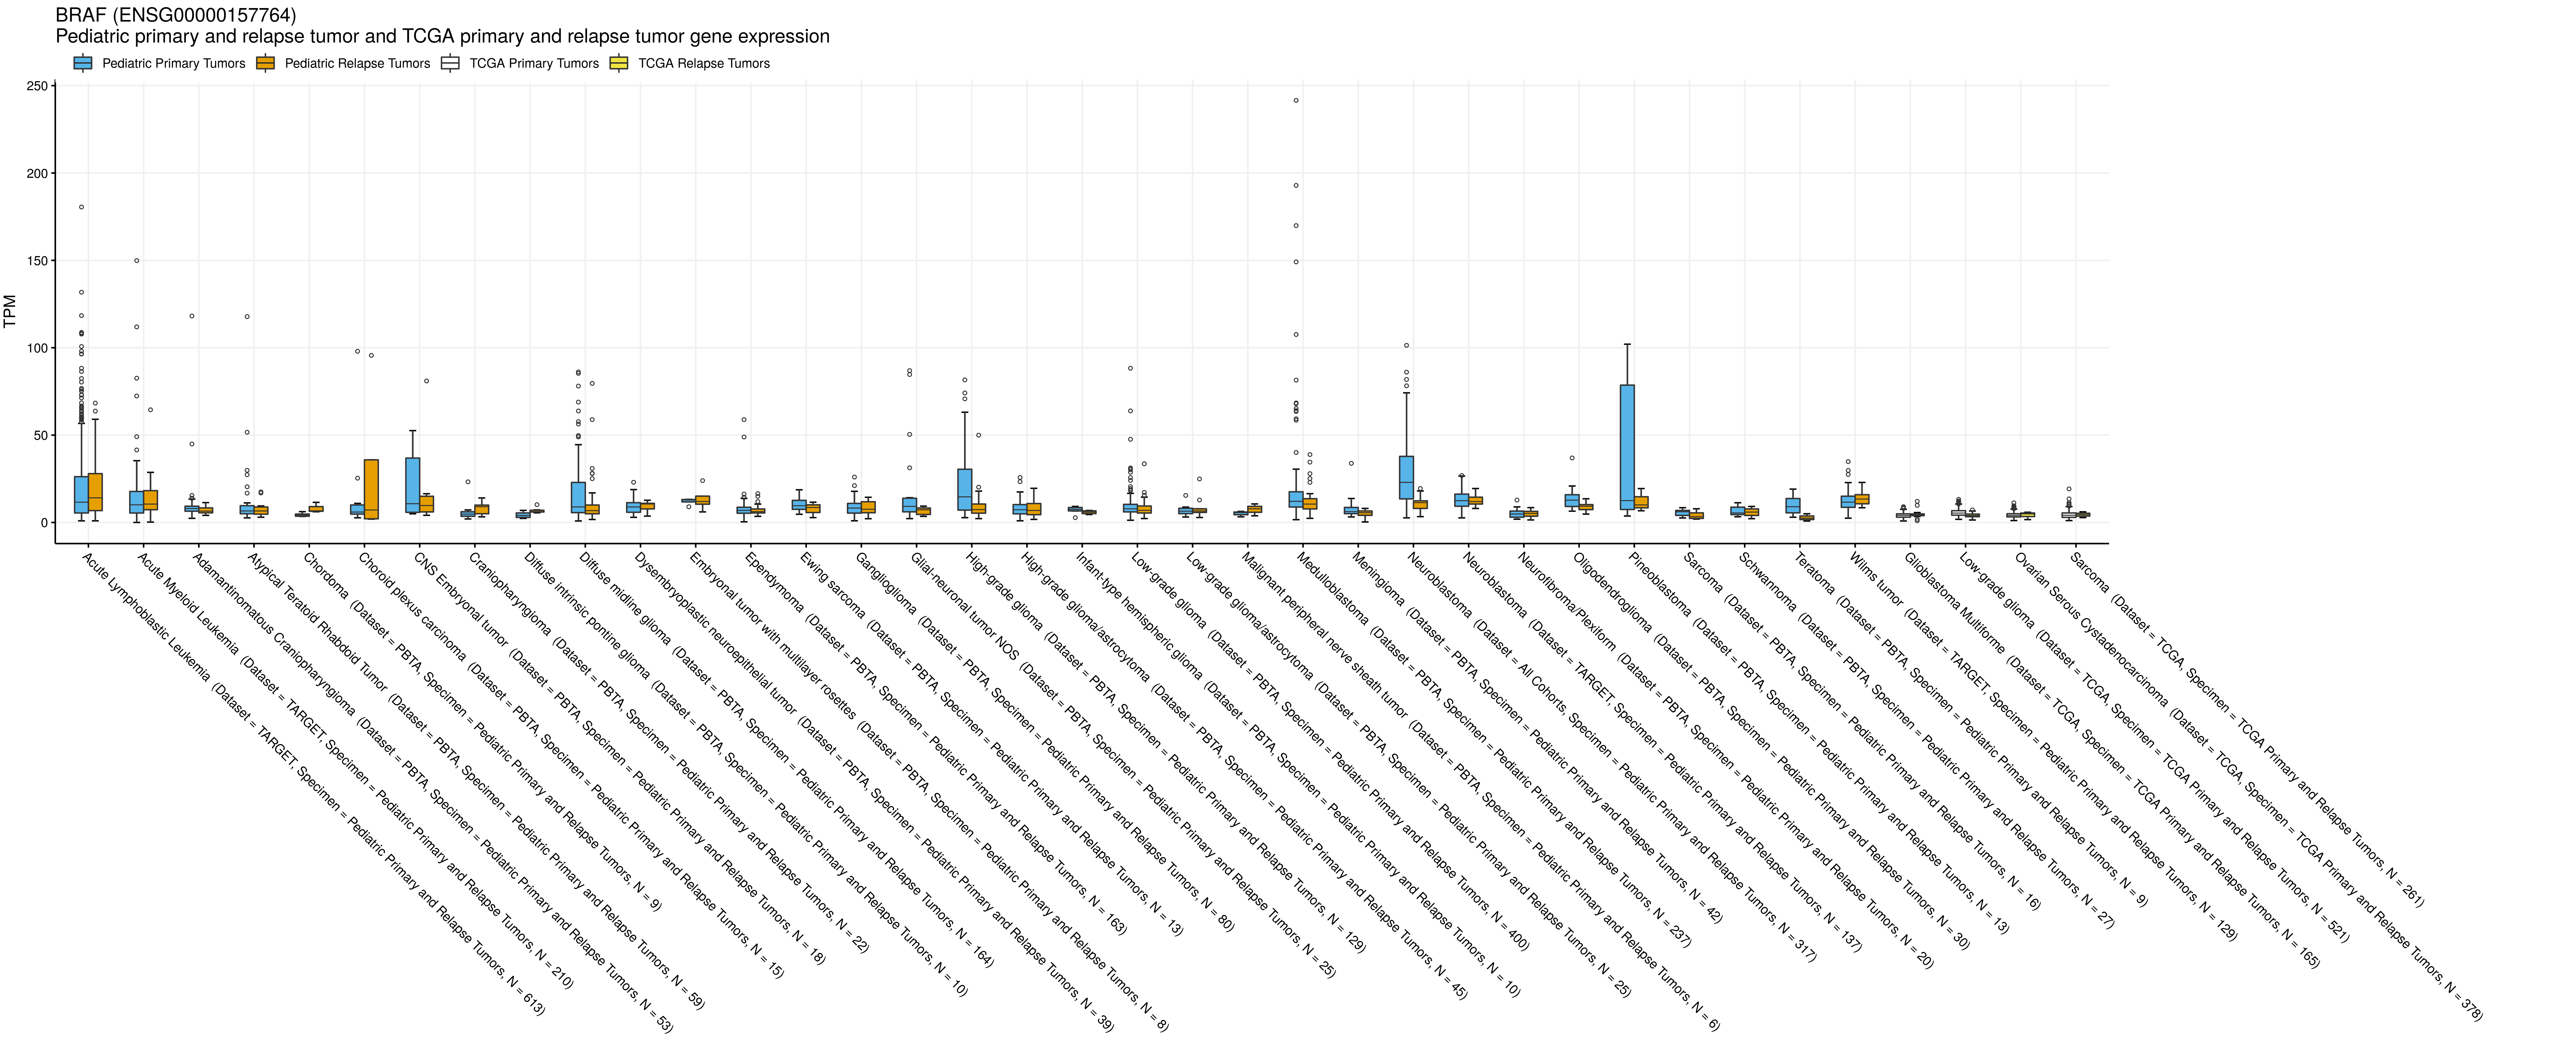 BRAF (ENSG00000157764)
Pediatric primary and relapse tumor and TCGA primary and relapse tumor gene expression
Pediatric Primary Tumors Pediatric Relapse Tumors TCGA Primary Tumors TCGA Relapse Tumors
250
200
150
100
50
0
TPM
Acute Lymphoblastic Leukemia (Dataset = TARGET, Specimen = Pediatric Primary and Relapse Tumors, N = 613)
Acute Myeloid Leukemia (Dataset = TARGET, Specimen = Pediatric Primary and Relapse Tumors, N = 210)
Adamantinomatous Craniopharyngioma (Dataset = PBTA, Specimen = Pediatric Primary and Relapse Tumors, N = 53)
Atypical Teratoid Rhabdoid Tumor (Dataset = PBTA, Specimen = Pediatric Primary and Relapse Tumors, N = 59)
Chordoma (Dataset = PBTA, Specimen = Pediatric Primary and Relapse Tumors, N = 9)
Choroid plexus carcinoma (Dataset = PBTA, Specimen = Pediatric Primary and Relapse Tumors, N = 15)
CNS Embryonal tumor (Dataset = PBTA, Specimen = Pediatric Primary and Relapse Tumors, N = 18)
Craniopharyngioma (Dataset = PBTA, Specimen = Pediatric Primary and Relapse Tumors, N = 22)
Diffuse intrinsic pontine glioma (Dataset = PBTA, Specimen = Pediatric Primary and Relapse Tumors, N = 10)
Diffuse midline glioma (Dataset = PBTA, Specimen = Pediatric Primary and Relapse Tumors, N = 164)
Dysembryoplastic neuroepithelial tumor (Dataset = PBTA, Specimen = Pediatric Primary and Relapse Tumors, N = 39)
Embryonal tumor with multilayer rosettes (Dataset = PBTA, Specimen = Pediatric Primary and Relapse Tumors, N = 8)
Ependymoma (Dataset = PBTA, Specimen = Pediatric Primary and Relapse Tumors, N = 163)
Ewing sarcoma (Dataset = PBTA, Specimen = Pediatric Primary and Relapse Tumors, N = 13)
Ganglioglioma (Dataset = PBTA, Specimen = Pediatric Primary and Relapse Tumors, N = 80)
Glial-neuronal tumor NOS (Dataset = PBTA, Specimen = Pediatric Primary and Relapse Tumors, N = 25)
High-grade glioma (Dataset = PBTA, Specimen = Pediatric Primary and Relapse Tumors, N = 129)
High-grade glioma/astrocytoma (Dataset = PBTA, Specimen = Pediatric Primary and Relapse Tumors, N = 45)
Infant-type hemispheric glioma (Dataset = PBTA, Specimen = Pediatric Primary and Relapse Tumors, N = 10)
Low-grade glioma (Dataset = PBTA, Specimen = Pediatric Primary and Relapse Tumors, N = 400)
Low-grade glioma/astrocytoma (Dataset = PBTA, Specimen = Pediatric Primary and Relapse Tumors, N = 25)
Malignant peripheral nerve sheath tumor (Dataset = PBTA, Specimen = Pediatric Primary and Relapse Tumors, N = 6)
Medulloblastoma (Dataset = PBTA, Specimen = Pediatric Primary and Relapse Tumors, N = 237)
Meningioma (Dataset = PBTA, Specimen = Pediatric Primary and Relapse Tumors, N = 42)
Neuroblastoma (Dataset = All Cohorts, Specimen = Pediatric Primary and Relapse Tumors, N = 317)
Neuroblastoma (Dataset = TARGET, Specimen = Pediatric Primary and Relapse Tumors, N = 137)
Neurofibroma/Plexiform (Dataset = PBTA, Specimen = Pediatric Primary and Relapse Tumors, N = 20)
Oligodendroglioma (Dataset = PBTA, Specimen = Pediatric Primary and Relapse Tumors, N = 30)
Pineoblastoma (Dataset = PBTA, Specimen = Pediatric Primary and Relapse Tumors, N = 13)
Sarcoma (Dataset = PBTA, Specimen = Pediatric Primary and Relapse Tumors, N = 16)
Schwannoma (Dataset = PBTA, Specimen = Pediatric Primary and Relapse Tumors, N = 27)
Teratoma (Dataset = PBTA, Specimen = Pediatric Primary and Relapse Tumors, N = 9)
Wilms tumor (Dataset = TARGET, Specimen = Pediatric Primary and Relapse Tumors, N = 129)
Glioblastoma Multiforme (Dataset = TCGA, Specimen = TCGA Primary and Relapse Tumors, N = 165)
Low-grade glioma (Dataset = TCGA, Specimen = TCGA Primary and Relapse Tumors, N = 521)
Ovarian Serous Cystadenocarcinoma (Dataset = TCGA, Specimen = TCGA Primary and Relapse Tumors, N = 378)
Sarcoma (Dataset = TCGA, Specimen = TCGA Primary and Relapse Tumors, N = 261)